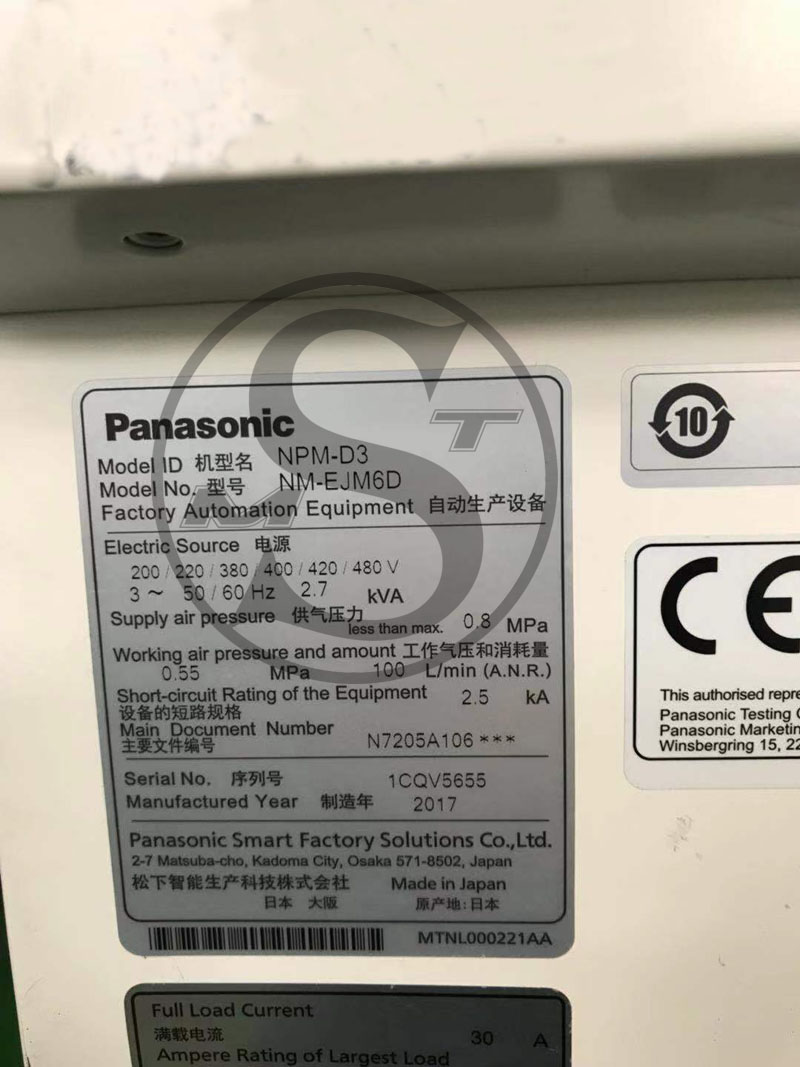 Panasonic
Model ID 机型名 NPM-D3
Model No. 型号 NM-EJM6D
Factory Automation Equipment 自动生产设备
Electric Source 电源
200 / 220 / 380 / 400 / 420 / 480 V
3 ~ 50 / 60 Hz 2.7 kVA
Supply air pressure 供气压力 less than max. 0.8 MPa
Working air pressure and amount 工作气压和消耗量
0.55 MPa 100 L/min (A.N.R.)
Short-circuit Rating of the Equipment 2.5 kA
设备的短路规格
Main Document Number
主要文件编号 N7205A106***
Serial No. 序列号 1CQV5655
Manufactured Year 制造年 2017
Panasonic Smart Factory Solutions Co.,Ltd.
2-7 Matsuba-cho, Kadoma City, Osaka 571-8502, Japan
松下智能生产科技株式会社 Made in Japan
日本 大阪 原产地:日本
MTNL000221AA
Full Load Current
满载电流 30 A
Ampere Rating of Largest Load
10
CE
This authorised repre
Panasonic Testing
Panasonic Marketin
Winsbergring 15, 22
SMT